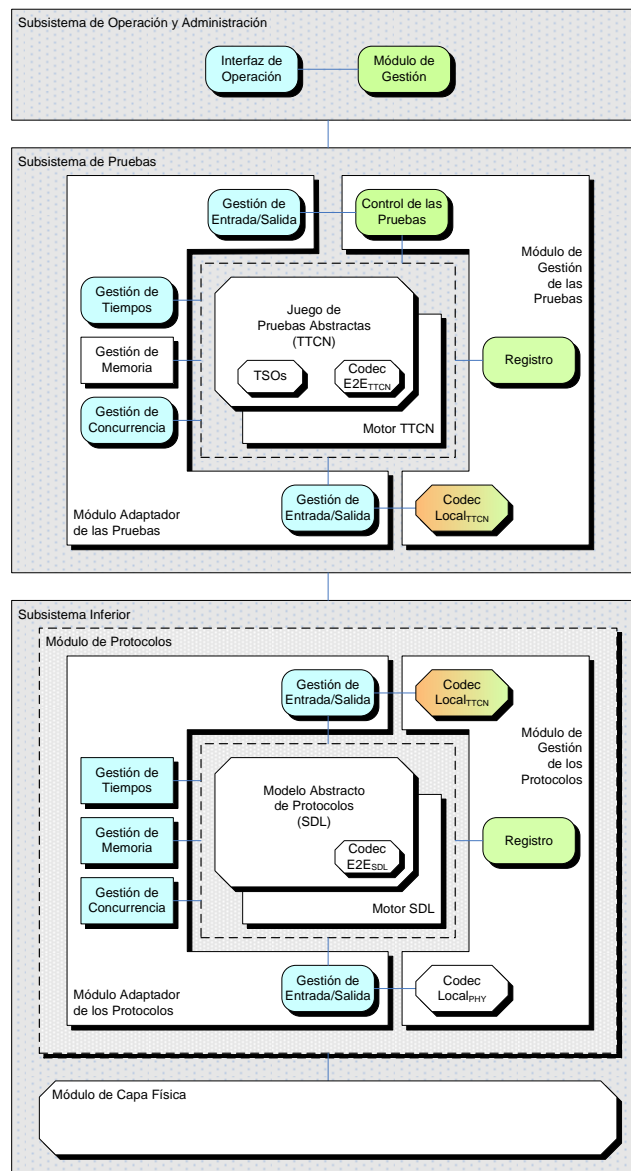 Subsistema de Operación y Administración
Interfaz de
Operación
Módulo de
Gestión
Subsistema de Pruebas
Gestión de
Entrada/Salida
Control de las
Pruebas
Módulo de
Gestión
de las
Pruebas
Gestión de
Tiempos
Juego de
Pruebas Abstractas
(TTCN)
Gestión de
Memoria
Registro
TSOs
Codec
E2ETTCN
Gestión de
Concurrencia
Motor TTCN
Gestión de
Entrada/Salida
Codec
LocalTTCN
Módulo Adaptador
de las Pruebas
Subsistema Inferior
Módulo de Protocolos
Gestión de
Entrada/Salida
Codec
LocalTTCN
Módulo de
Gestión
de los
Protocolos
Gestión de
Tiempos
Modelo Abstracto
de Protocolos
(SDL)
Gestión de
Memoria
Registro
Codec
E2ESDL
Gestión de
Concurrencia
Motor SDL
Gestión de
Entrada/Salida
Codec
LocalPHY
Módulo Adaptador
de los Protocolos
Módulo de Capa Física